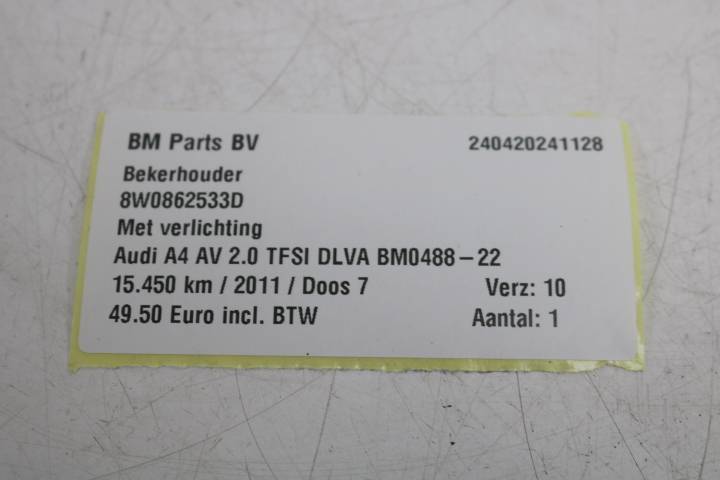 BM Parts BV 240420241128
Bekerhouder
8W0862533D
Met verlichting
Audi A4 AV 2.0 TFSI DLVA BM0488-22
15.450 km / 2011 / Doos 7 Verz: 10
49.50 Euro incl. BTW Aantal: 1